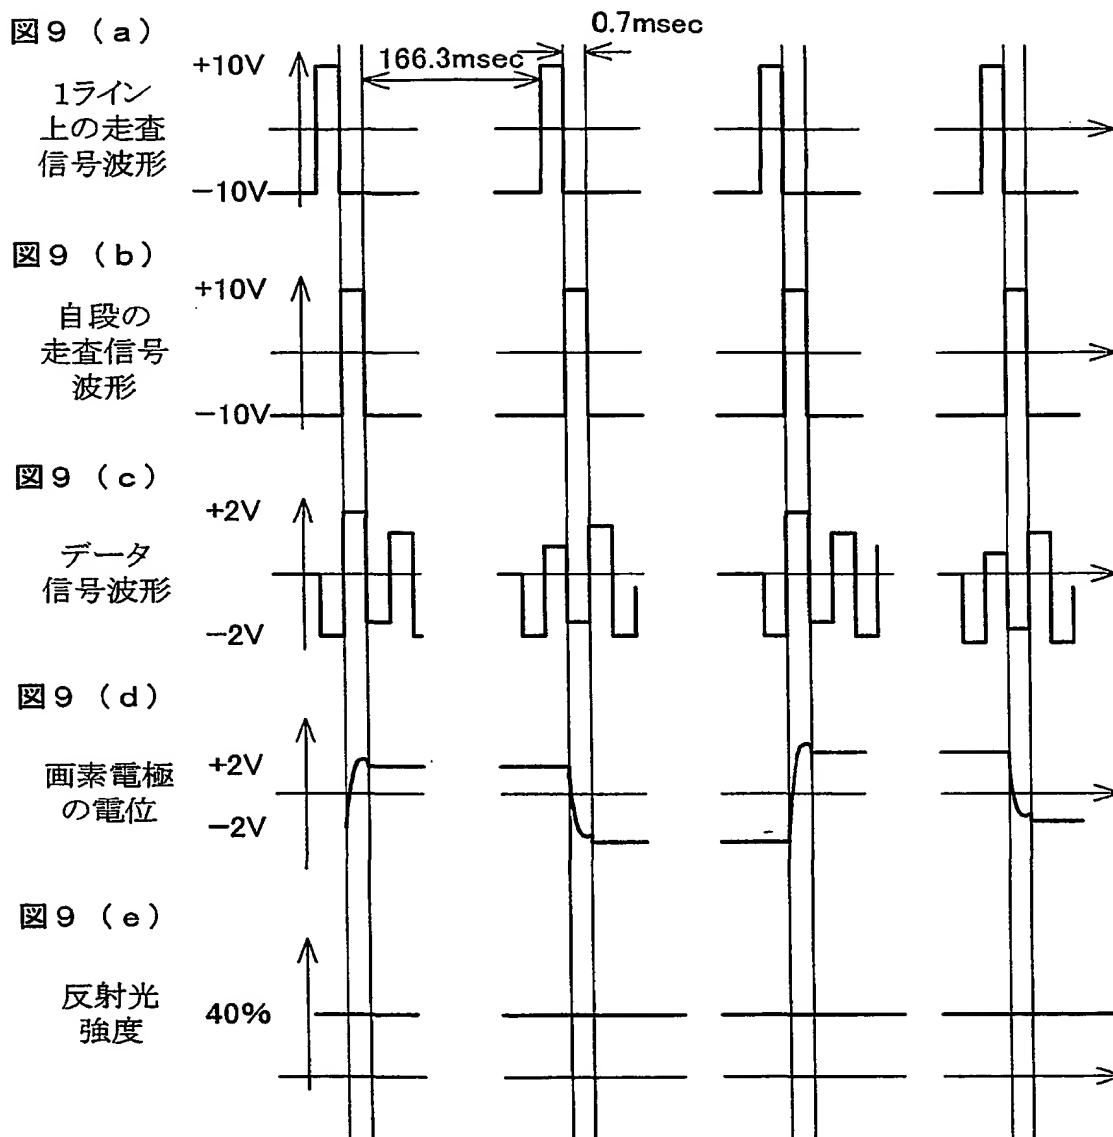 図9 (a)
0.7msec
+10V
166.3msec
1ライン
上の走査
信号波形
−10V
図9 (b)
+10V
自段の
走査信号
波形
−10V
図9 (c)
+2V
データ
信号波形
−2V
図9 (d)
画素電極
の電位
+2V
−2V
図9 (e)
反射光
強度
40%